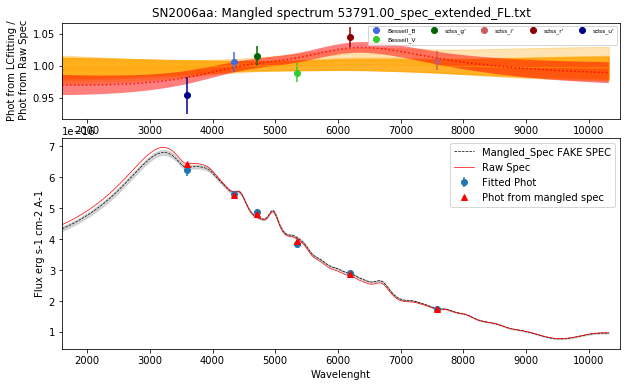 SN2006aa: Mangled spectrum 53791.00_spec_extended_FL.txt
Phot from LCfitting /
Phot from Raw Spec
1.05
1.00
0.95
Bessell_B
sdss_g'
sdss_i'
sdss_r'
sdss_u'
Bessell_V
2000 3000 4000 5000 6000 7000 8000 9000 10000
1e−16
Flux erg s-1 cm-2 A-1
7
6
5
4
3
2
1
Mangled_Spec FAKE SPEC
Raw Spec
Fitted Phot
Phot from mangled spec
2000 3000 4000 5000 6000 7000 8000 9000 10000
Wavelenght